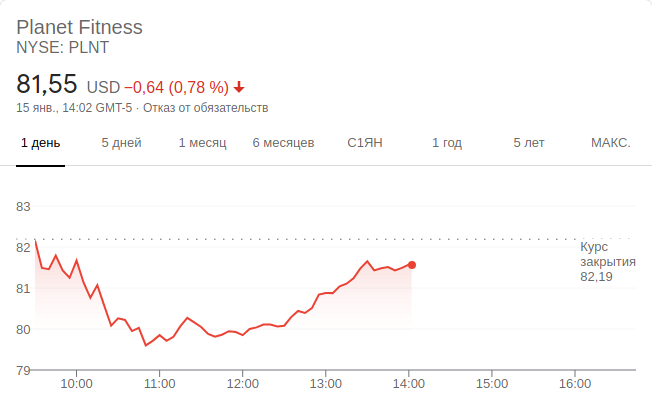 Planet Fitness
NYSE: PLNT
81,55 USD −0,64 (0,78 %)
15 янв., 14:02 GMT-5 · Отказ от обязательств
1 день 5 дней 1 месяц 6 месяцев С1ЯН 1 год 5 лет МАКС.
83
82
81
80
79
Курс
закрытия
82,19
10:00 11:00 12:00 13:00 14:00 15:00 16:00